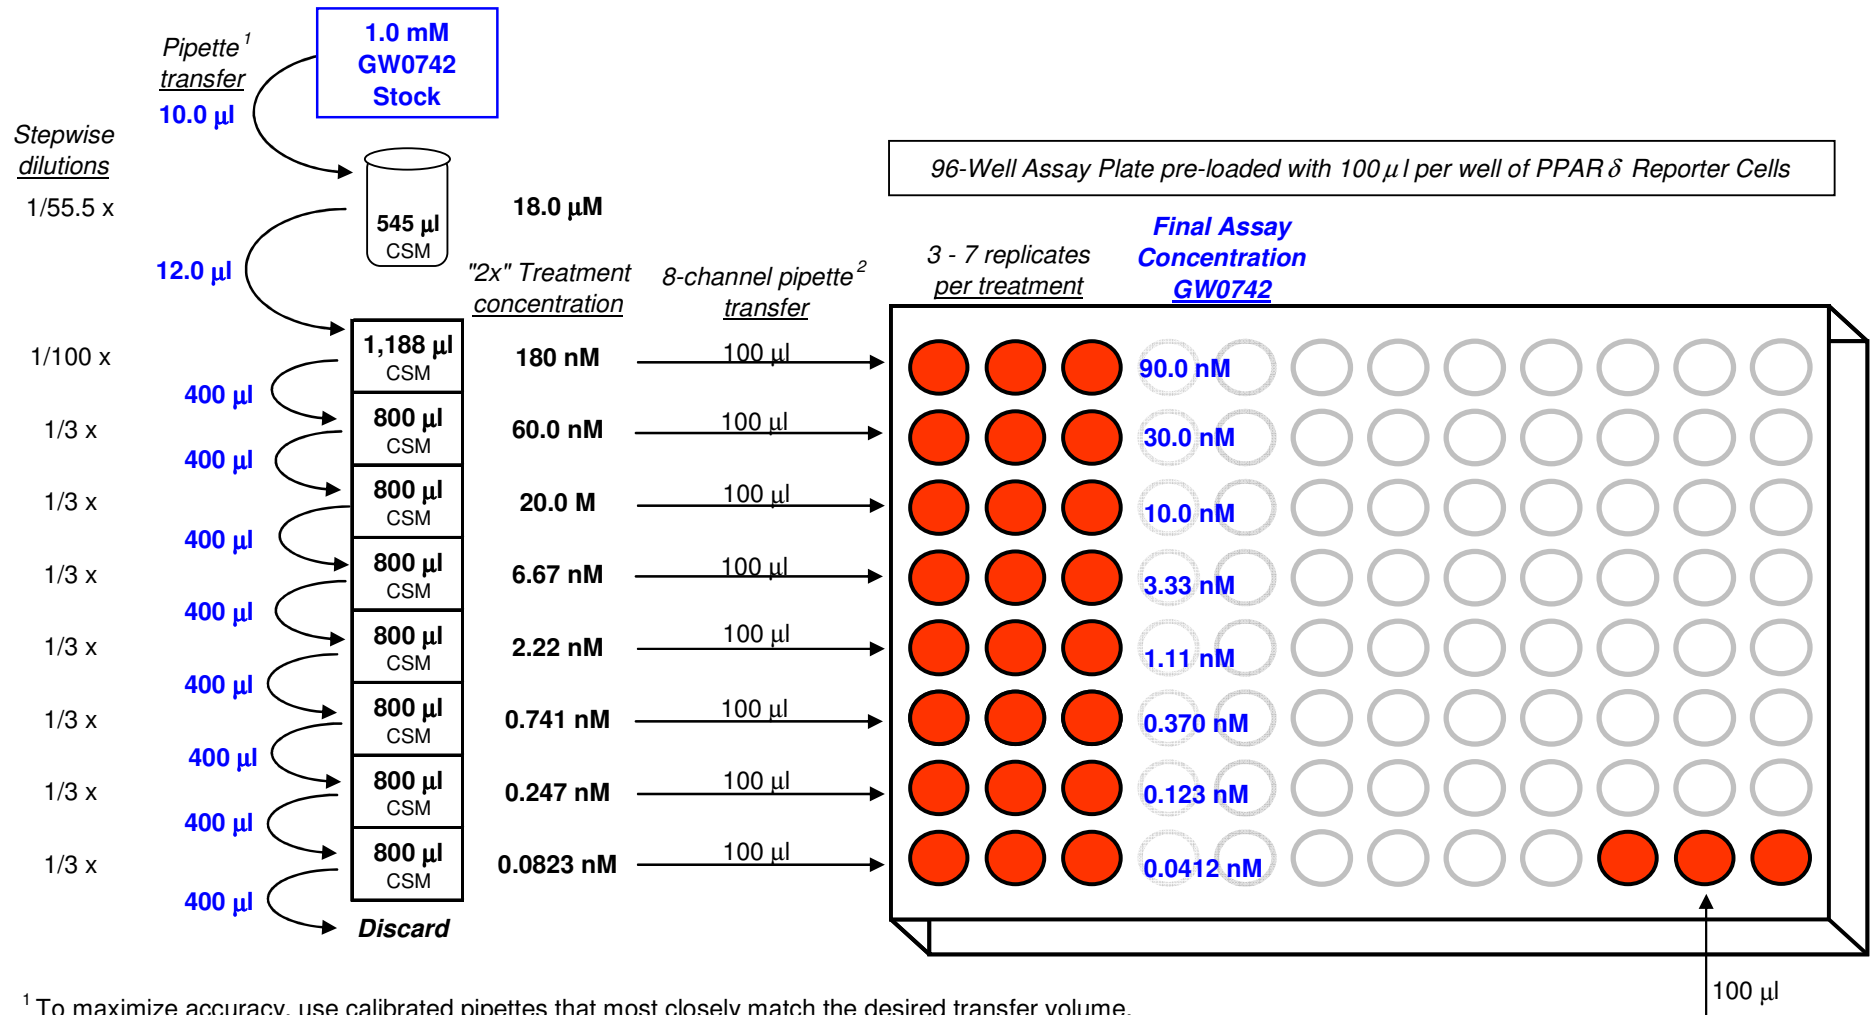 1.0 mM
GW0742
Stock
Pipette 1
transfer
10.0 µl
Stepwise
dilutions
1/55.5 x
545 µl
CSM
18.0 µM
12.0 µl
96-Well Assay Plate pre-loaded with 100 µl per well of PPAR δ Reporter Cells
"2x" Treatment
concentration
8-channel pipette 2
transfer
3 - 7 replicates
per treatment
Final Assay
Concentration
GW0742
1/100 x
1,188 µl
CSM
180 nM
100 µl
90.0 nM
400 µl
1/3 x
800 µl
CSM
60.0 nM
100 µl
30.0 nM
400 µl
1/3 x
800 µl
CSM
20.0 M
100 µl
10.0 nM
400 µl
1/3 x
800 µl
CSM
6.67 nM
100 µl
3.33 nM
400 µl
1/3 x
800 µl
CSM
2.22 nM
100 µl
1.11 nM
400 µl
1/3 x
800 µl
CSM
0.741 nM
100 µl
0.370 nM
400 µl
1/3 x
800 µl
CSM
0.247 nM
100 µl
0.123 nM
400 µl
1/3 x
800 µl
CSM
0.0823 nM
100 µl
0.0412 nM
400 µl
Discard
100 µl
1 To maximize accuracy, use calibrated pipettes that most closely match the desired transfer volume.